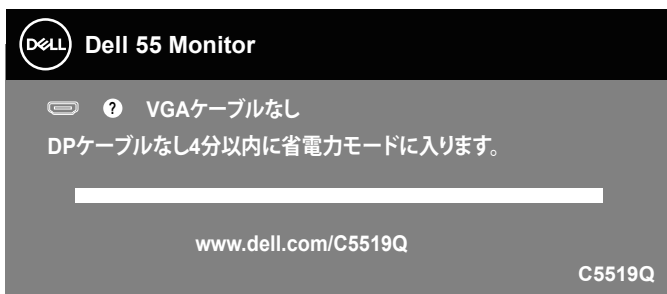 DELL Dell 55 Monitor
? VGAケーブルなし
DPケーブルなし4分以内に省電力モードに入ります。
www.dell.com/C5519Q
C5519Q